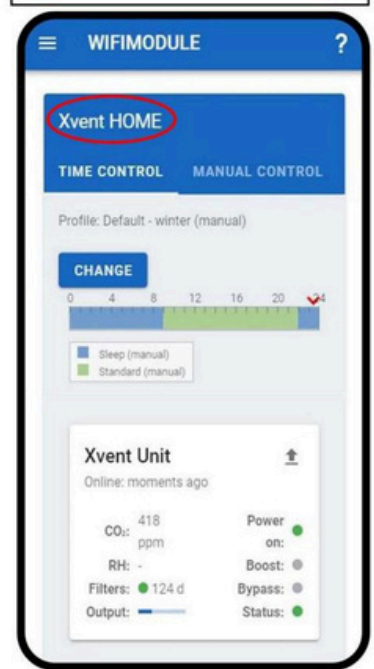 WIFIMODULE ?
Xvent HOME
TIME CONTROL MANUAL CONTROL
Profile: Default - winter (manual)
CHANGE
0 4 8 12 16 20 24
Sleep (manual)
Standard (manual)
Xvent Unit
Online: moments ago
CO₂: 418 ppm
Power on:
RH: -
Boost:
Filters: 124 d
Bypass:
Output:
Status: